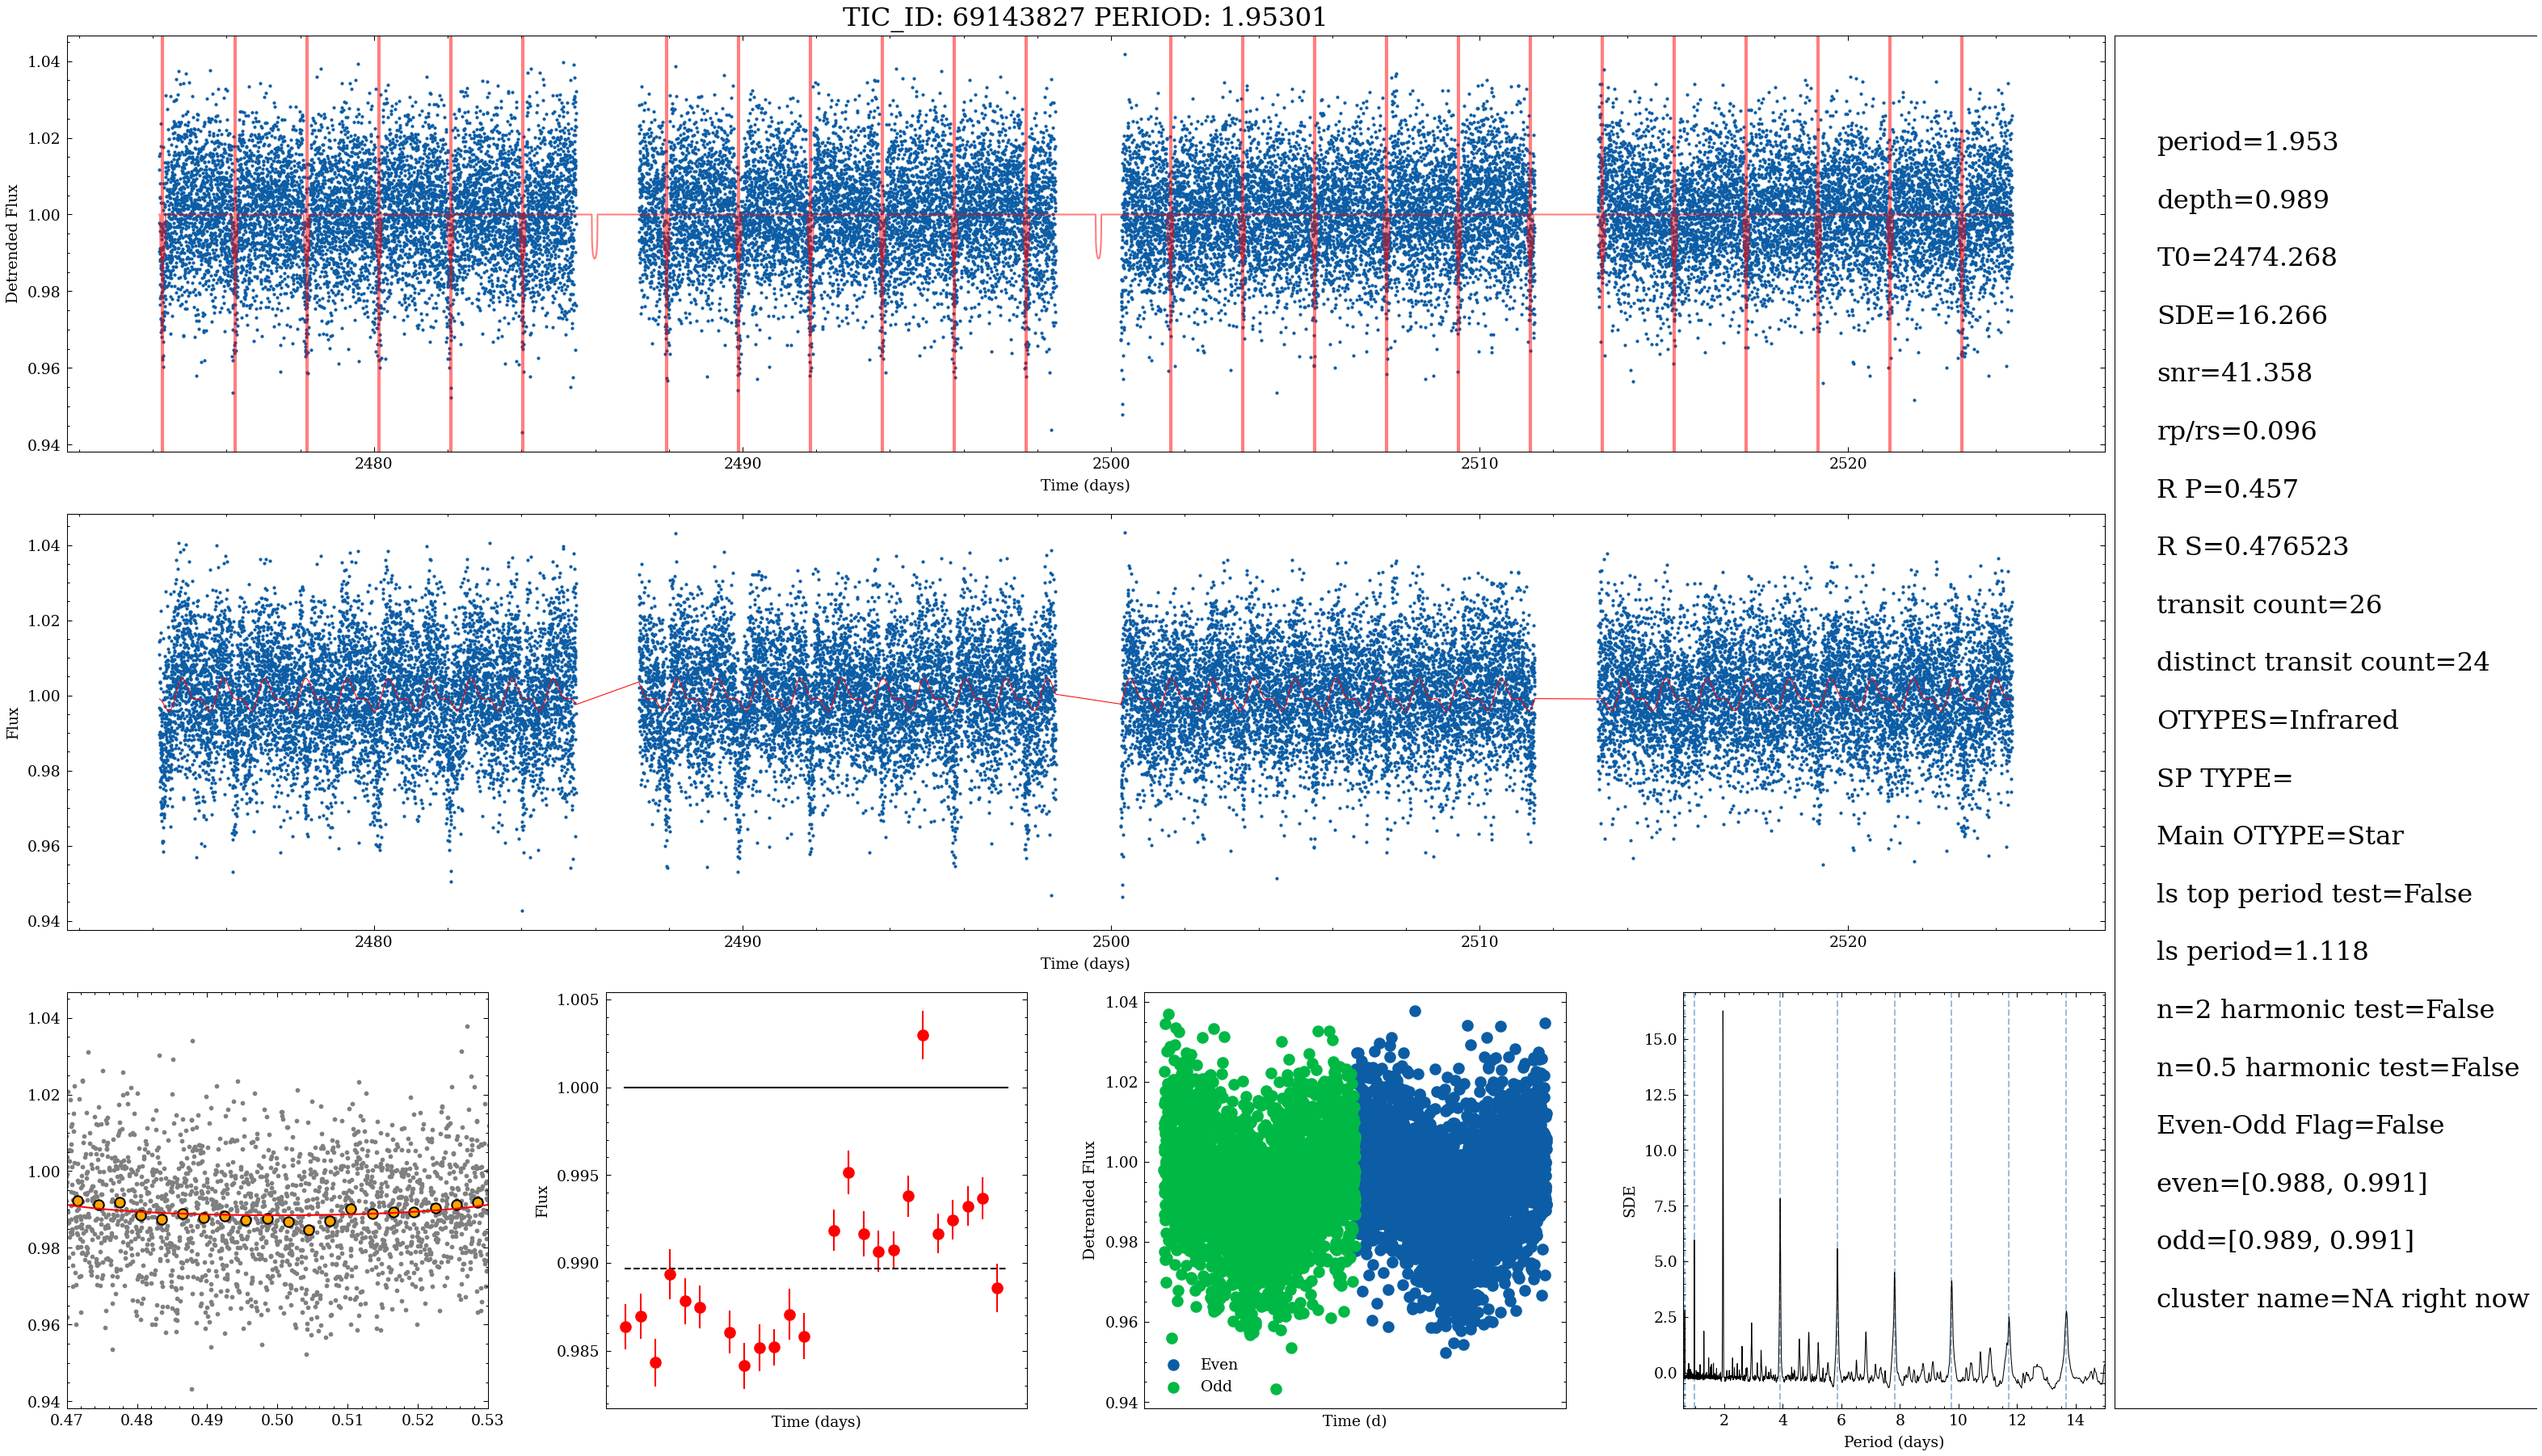 TIC_ID: 69143827 PERIOD: 1.95301
1.04
1.02
1.00
0.98
0.96
0.94
Detrended Flux
2480
2490
2500
2510
2520
Time (days)
1.04
1.02
1.00
0.98
0.96
0.94
Flux
2480
2490
2500
2510
2520
Time (days)
1.04
1.02
1.00
0.98
0.96
0.94
0.47
0.48
0.49
0.50
0.51
0.52
0.53
1.005
1.000
0.995
0.990
0.985
Flux
Time (days)
1.04
1.02
1.00
0.98
0.96
0.94
Detrended Flux
Even
Odd
Time (d)
15.0
12.5
10.0
7.5
5.0
2.5
0.0
SDE
2
4
6
8
10
12
14
Period (days)
period=1.953
depth=0.989
T0=2474.268
SDE=16.266
snr=41.358
rp/rs=0.096
R P=0.457
R S=0.476523
transit count=26
distinct transit count=24
OTYPES=Infrared
SP TYPE=
Main OTYPE=Star
ls top period test=False
ls period=1.118
n=2 harmonic test=False
n=0.5 harmonic test=False
Even-Odd Flag=False
even=[0.988, 0.991]
odd=[0.989, 0.991]
cluster name=NA right now